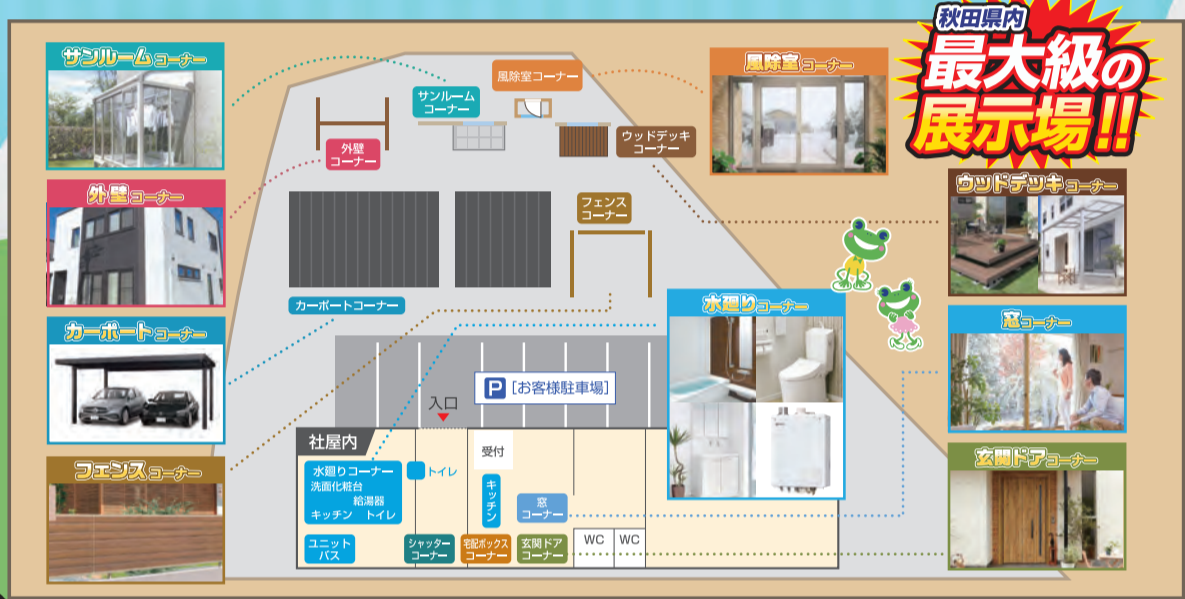 秋田県内
最大級の
展示場!!
サンルームコーナー
外壁コーナー
カーポートコーナー
フェンスコーナー
風除室コーナー
サンルーム
コーナー
外壁
コーナー
風除室コーナー
ウッドデッキ
コーナー
フェンス
コーナー
カーポートコーナー
ウッドデッキコーナー
水廻りコーナー
窓コーナー
玄関ドアコーナー
P [お客様駐車場]
入口
社屋内
水廻りコーナー
洗面化粧台
給湯器
キッチン トイレ
トイレ
受付
キッチン
窓
コーナー
ユニット
バス
シャッター
コーナー
宅配ボックス
コーナー
玄関ドア
コーナー
WC
WC